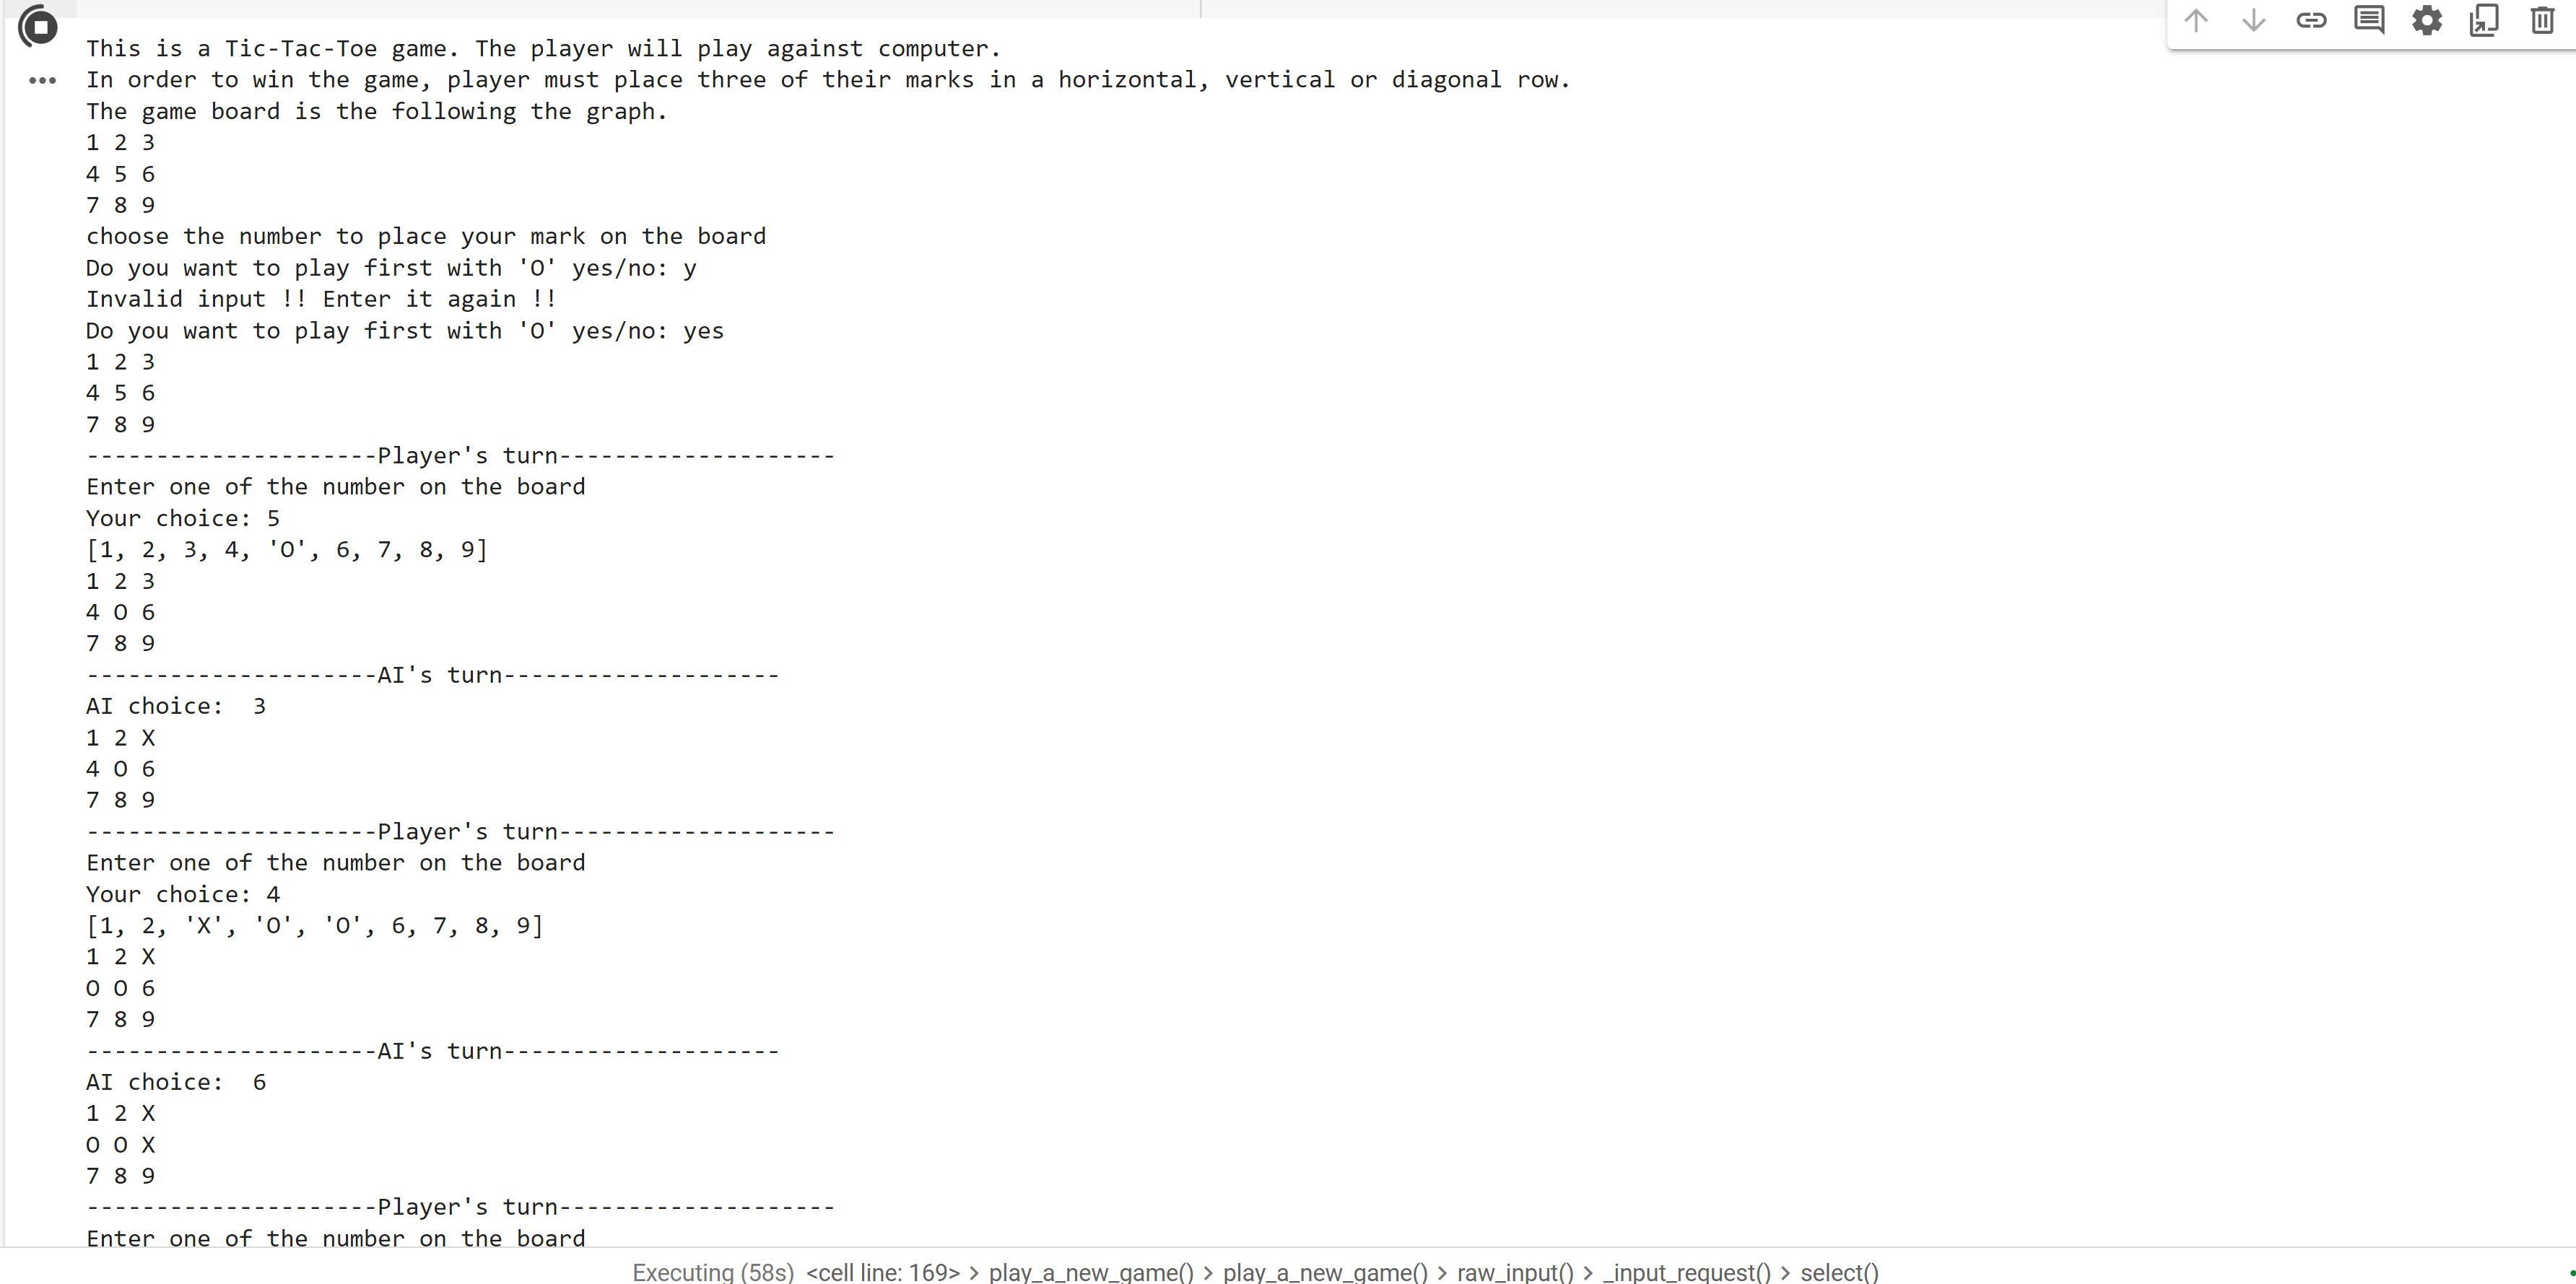 This is a Tic-Tac-Toe game. The player will play against computer.
In order to win the game, player must place three of their marks in a horizontal, vertical or diagonal row.
The game board is the following the graph.
1 2 3
4 5 6
7 8 9
choose the number to place your mark on the board
Do you want to play first with 'O' yes/no: y
Invalid input !! Enter it again !!
Do you want to play first with 'O' yes/no: yes
1 2 3
4 5 6
7 8 9
---------------------Player's turn--------------------
Enter one of the number on the board
Your choice: 5
[1, 2, 3, 4, 'O', 6, 7, 8, 9]
1 2 3
4 O 6
7 8 9
---------------------AI's turn--------------------
AI choice:  3
1 2 X
4 O 6
7 8 9
---------------------Player's turn--------------------
Enter one of the number on the board
Your choice: 4
[1, 2, 'X', 'O', 'O', 6, 7, 8, 9]
1 2 X
O O 6
7 8 9
---------------------AI's turn--------------------
AI choice:  6
1 2 X
O O X
7 8 9
---------------------Player's turn--------------------
Enter one of the number on the board
Executing (58s) <cell line: 169> > play_a_new_game() > play_a_new_game() > raw_input() > _input_request() > select()